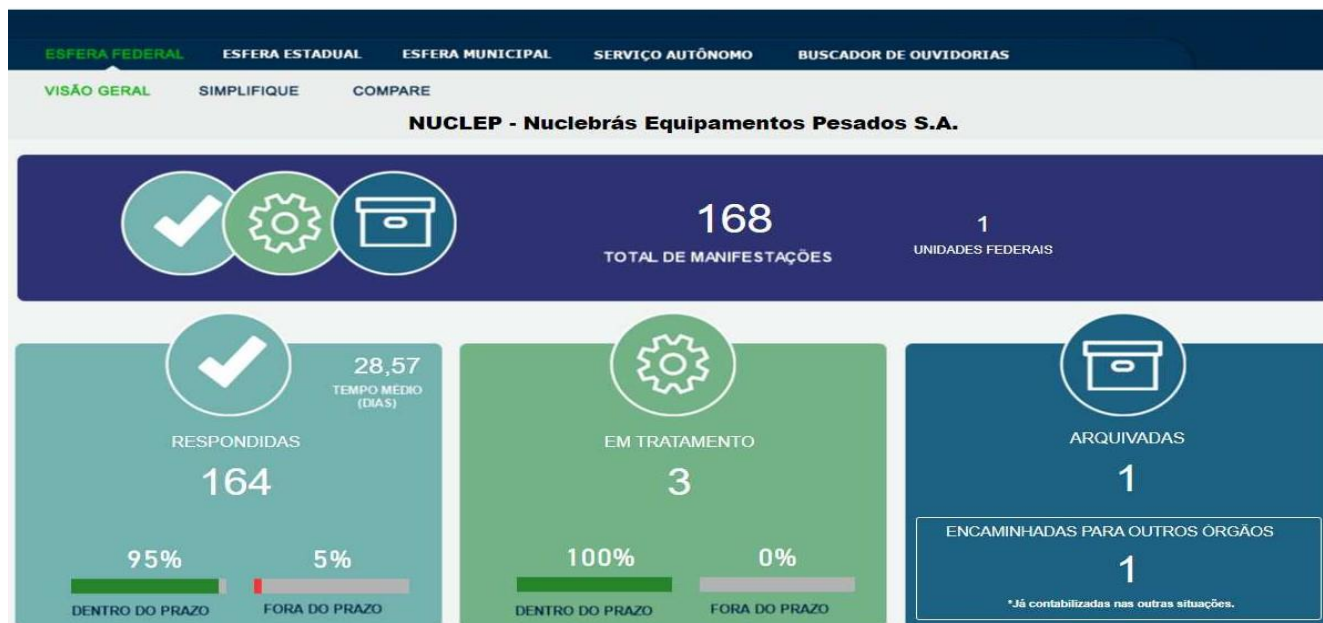 ESFERA FEDERAL ESFERA ESTADUAL ESFERA MUNICIPAL SERVIÇO AUTÔNOMO BUSCADOR DE OUVIDORIAS
VISÃO GERAL SIMPLIFIQUE COMPARE
NUCLEP - Nuclebrás Equipamentos Pesados S.A.
168
TOTAL DE MANIFESTAÇÕES
1
UNIDADES FEDERAIS
28,57
TEMPO MÉDIO
(DIAS)
RESPONDIDAS
164
95% 5%
DENTRO DO PRAZO FORA DO PRAZO
EM TRATAMENTO
3
100% 0%
DENTRO DO PRAZO FORA DO PRAZO
ARQUIVADAS
1
ENCAMINHADAS PARA OUTROS ÓRGÃOS
1
*Já contabilizadas nas outras situações.